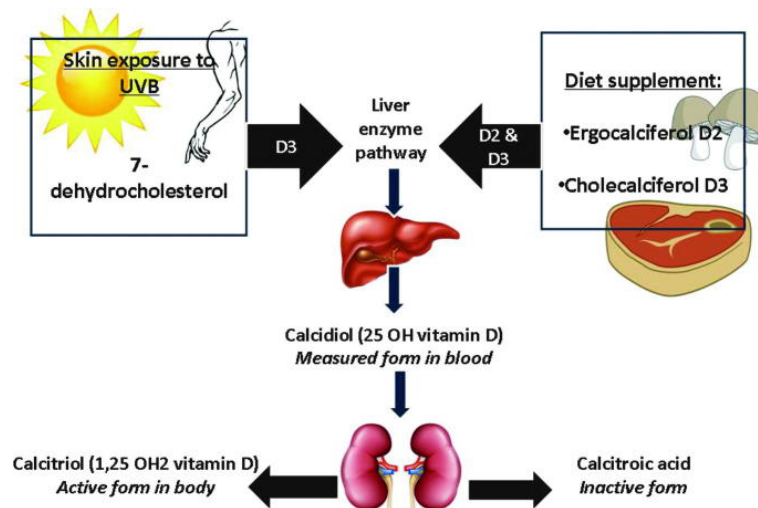 Skin exposure to
UVB
7-
dehydrocholesterol
D3
Liver
enzyme
pathway
D2 &
D3
Diet supplement:
•Ergocalciferol D2
•Cholecalciferol D3
Calcidiol (25 OH vitamin D)
Measured form in blood
Calcitriol (1,25 OH2 vitamin D)
Active form in body
Calcitroic acid
Inactive form